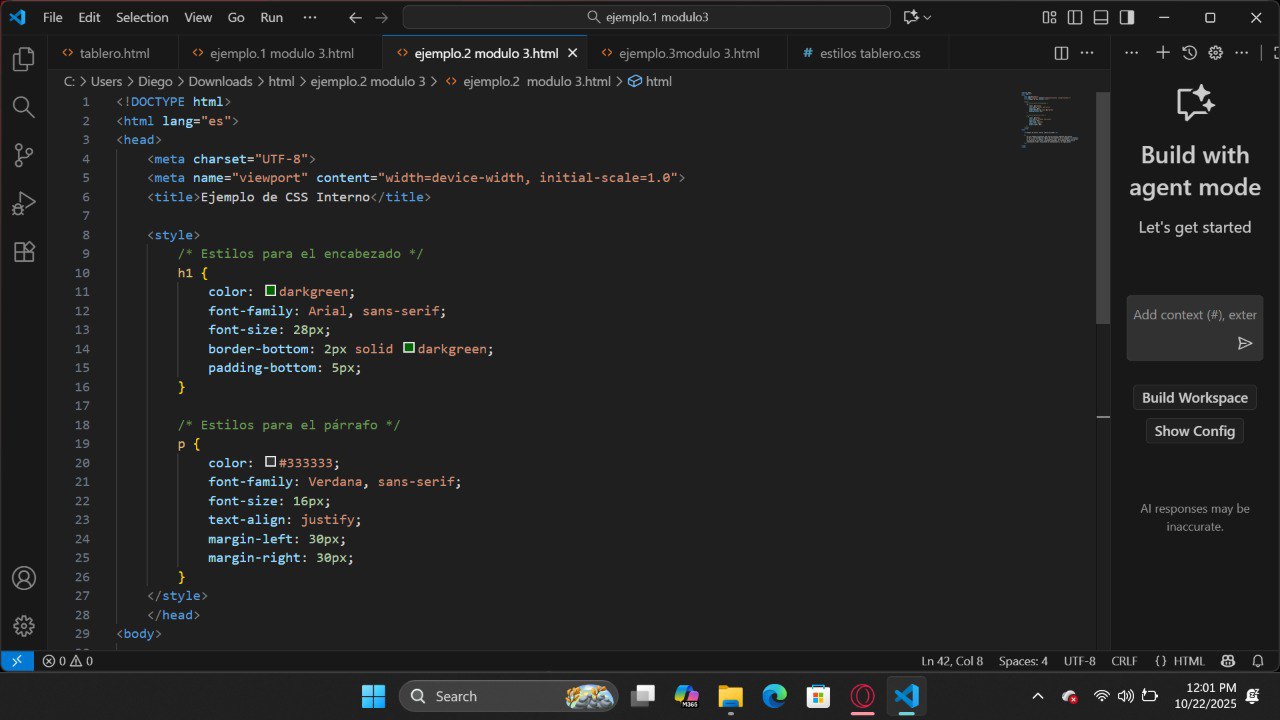 File Edit Selection View Go Run ··· ejemplo.1 modulo3
tablero.html ejemplo.1 modulo 3.html ejemplo.2 modulo 3.html ejemplo.3modulo 3.html # estilos tablero.css
C: > Users > Diego > Downloads > html > ejemplo.2 modulo 3 > ejemplo.2 modulo 3.html > html
1 <!DOCTYPE html>
2 <html lang="es">
3 <head>
4 <meta charset="UTF-8">
5 <meta name="viewport" content="width=device-width, initial-scale=1.0">
6 <title>Ejemplo de CSS Interno</title>
7
8 <style>
9 /* Estilos para el encabezado */
10 h1 {
11 color: darkgreen;
12 font-family: Arial, sans-serif;
13 font-size: 28px;
14 border-bottom: 2px solid darkgreen;
15 padding-bottom: 5px;
16 }
17
18 /* Estilos para el párrafo */
19 p {
20 color: #333333;
21 font-family: Verdana, sans-serif;
22 font-size: 16px;
23 text-align: justify;
24 margin-left: 30px;
25 margin-right: 30px;
26 }
27 </style>
28 </head>
29 <body>
Build with
agent mode
Let's get started
Add context (#), exter
Build Workspace
Show Config
AI responses may be
inaccurate.
0 0 Ln 42, Col 8 Spaces: 4 UTF-8 CRLF {} HTML
Search M365 12:01 PM
10/22/2025